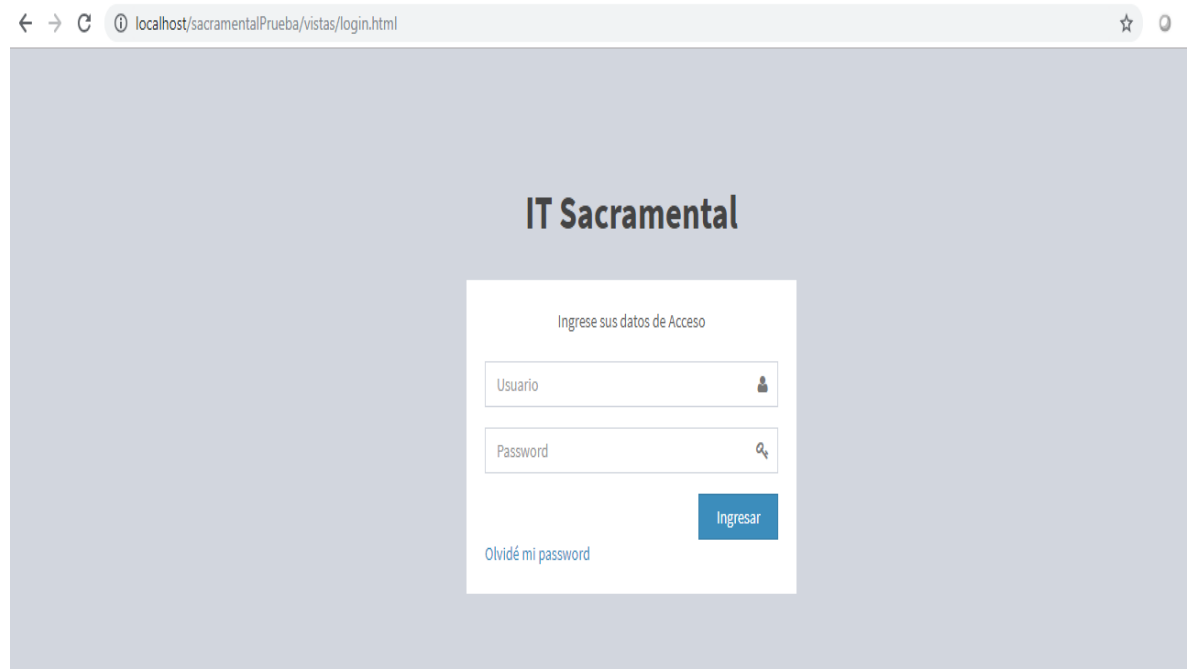 localhost/sacramentalPrueba/vistas/login.html
IT Sacramental
Ingrese sus datos de Acceso
Usuario
Password
Ingresar
Olvidé mi password